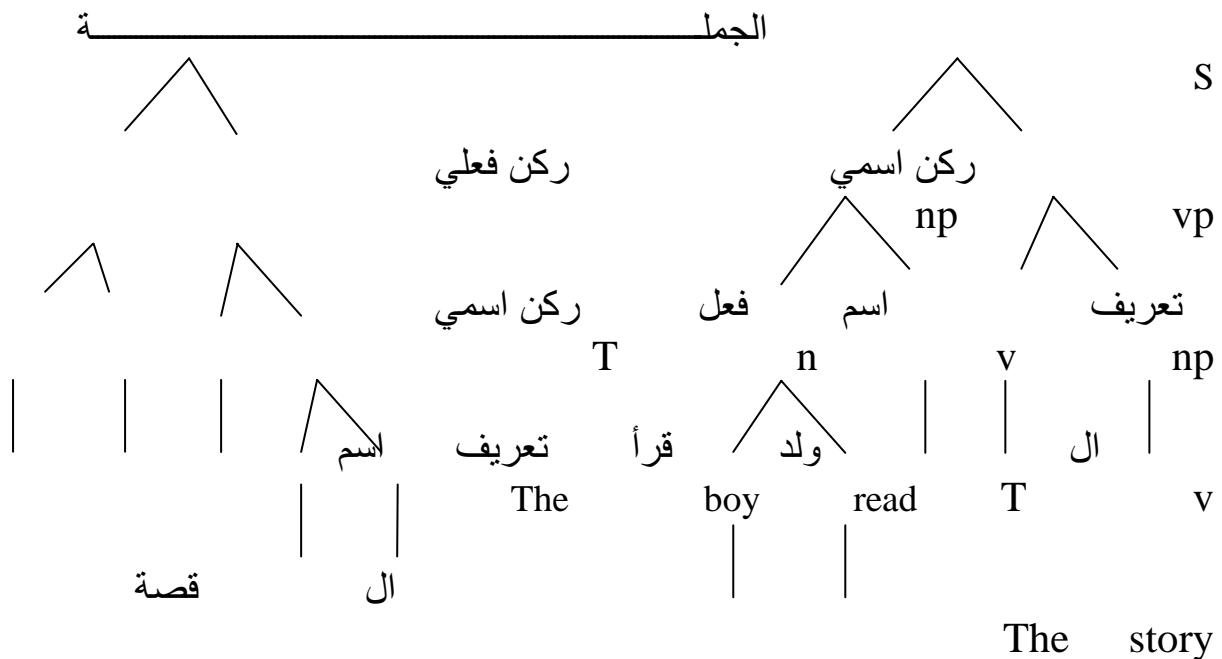 الجملـــــــــــــــــــــــــــــــــــــة
S
ركن اسمي ركن فعلي
np vp
تعريف اسم فعل ركن اسمي
T n v np
ال ولد قرأ تعريف اسم
The boy read T v
ال قصة
The story